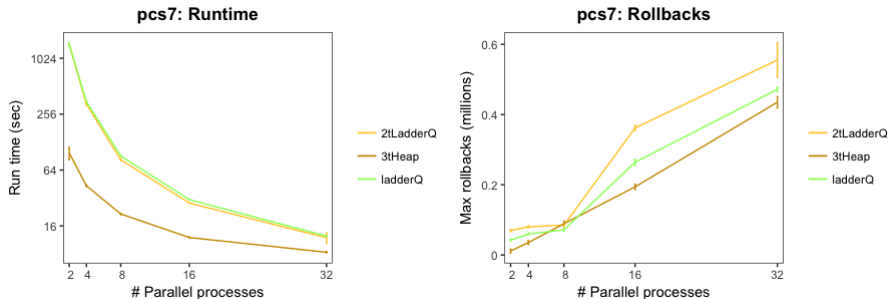 pcs7: Runtime
Run time (sec)
1024
256
64
16
2 4 8 16 32
# Parallel processes
2tLadderQ
3tHeap
ladderQ
pcs7: Rollbacks
Max rollbacks (millions)
0.6
0.4
0.2
0
2 4 8 16 32
# Parallel processes
2tLadderQ
3tHeap
ladderQ